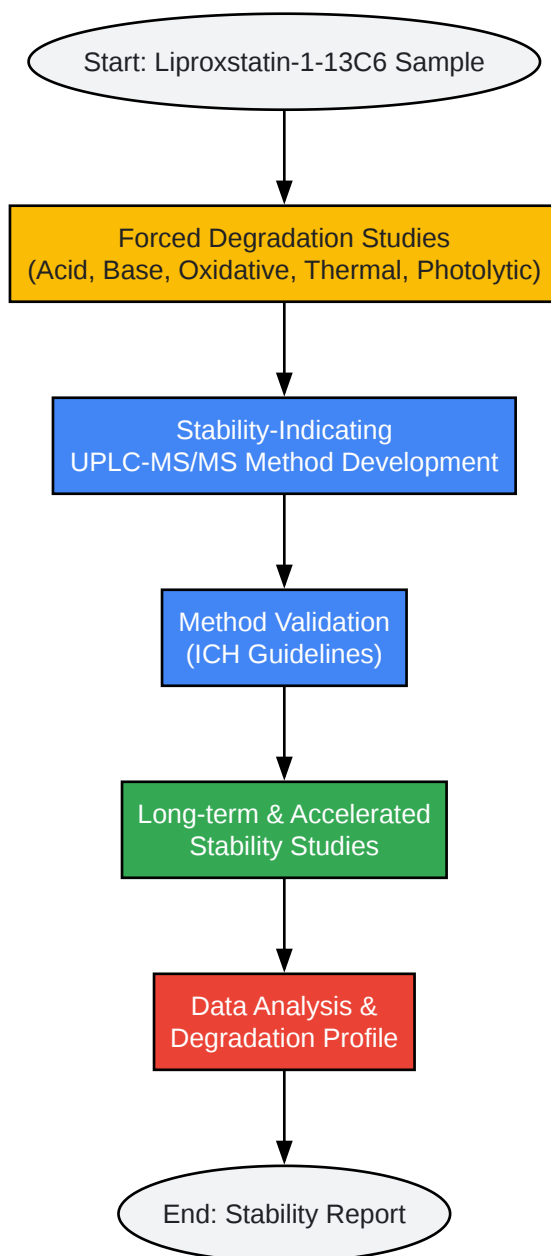 Start: Liproxstatin-1-13C6 Sample
Forced Degradation Studies
(Acid, Base, Oxidative, Thermal, Photolytic)
Stability-Indicating
UPLC-MS/MS Method Development
Method Validation
(ICH Guidelines)
Long-term & Accelerated
Stability Studies
Data Analysis &
Degradation Profile
End: Stability Report